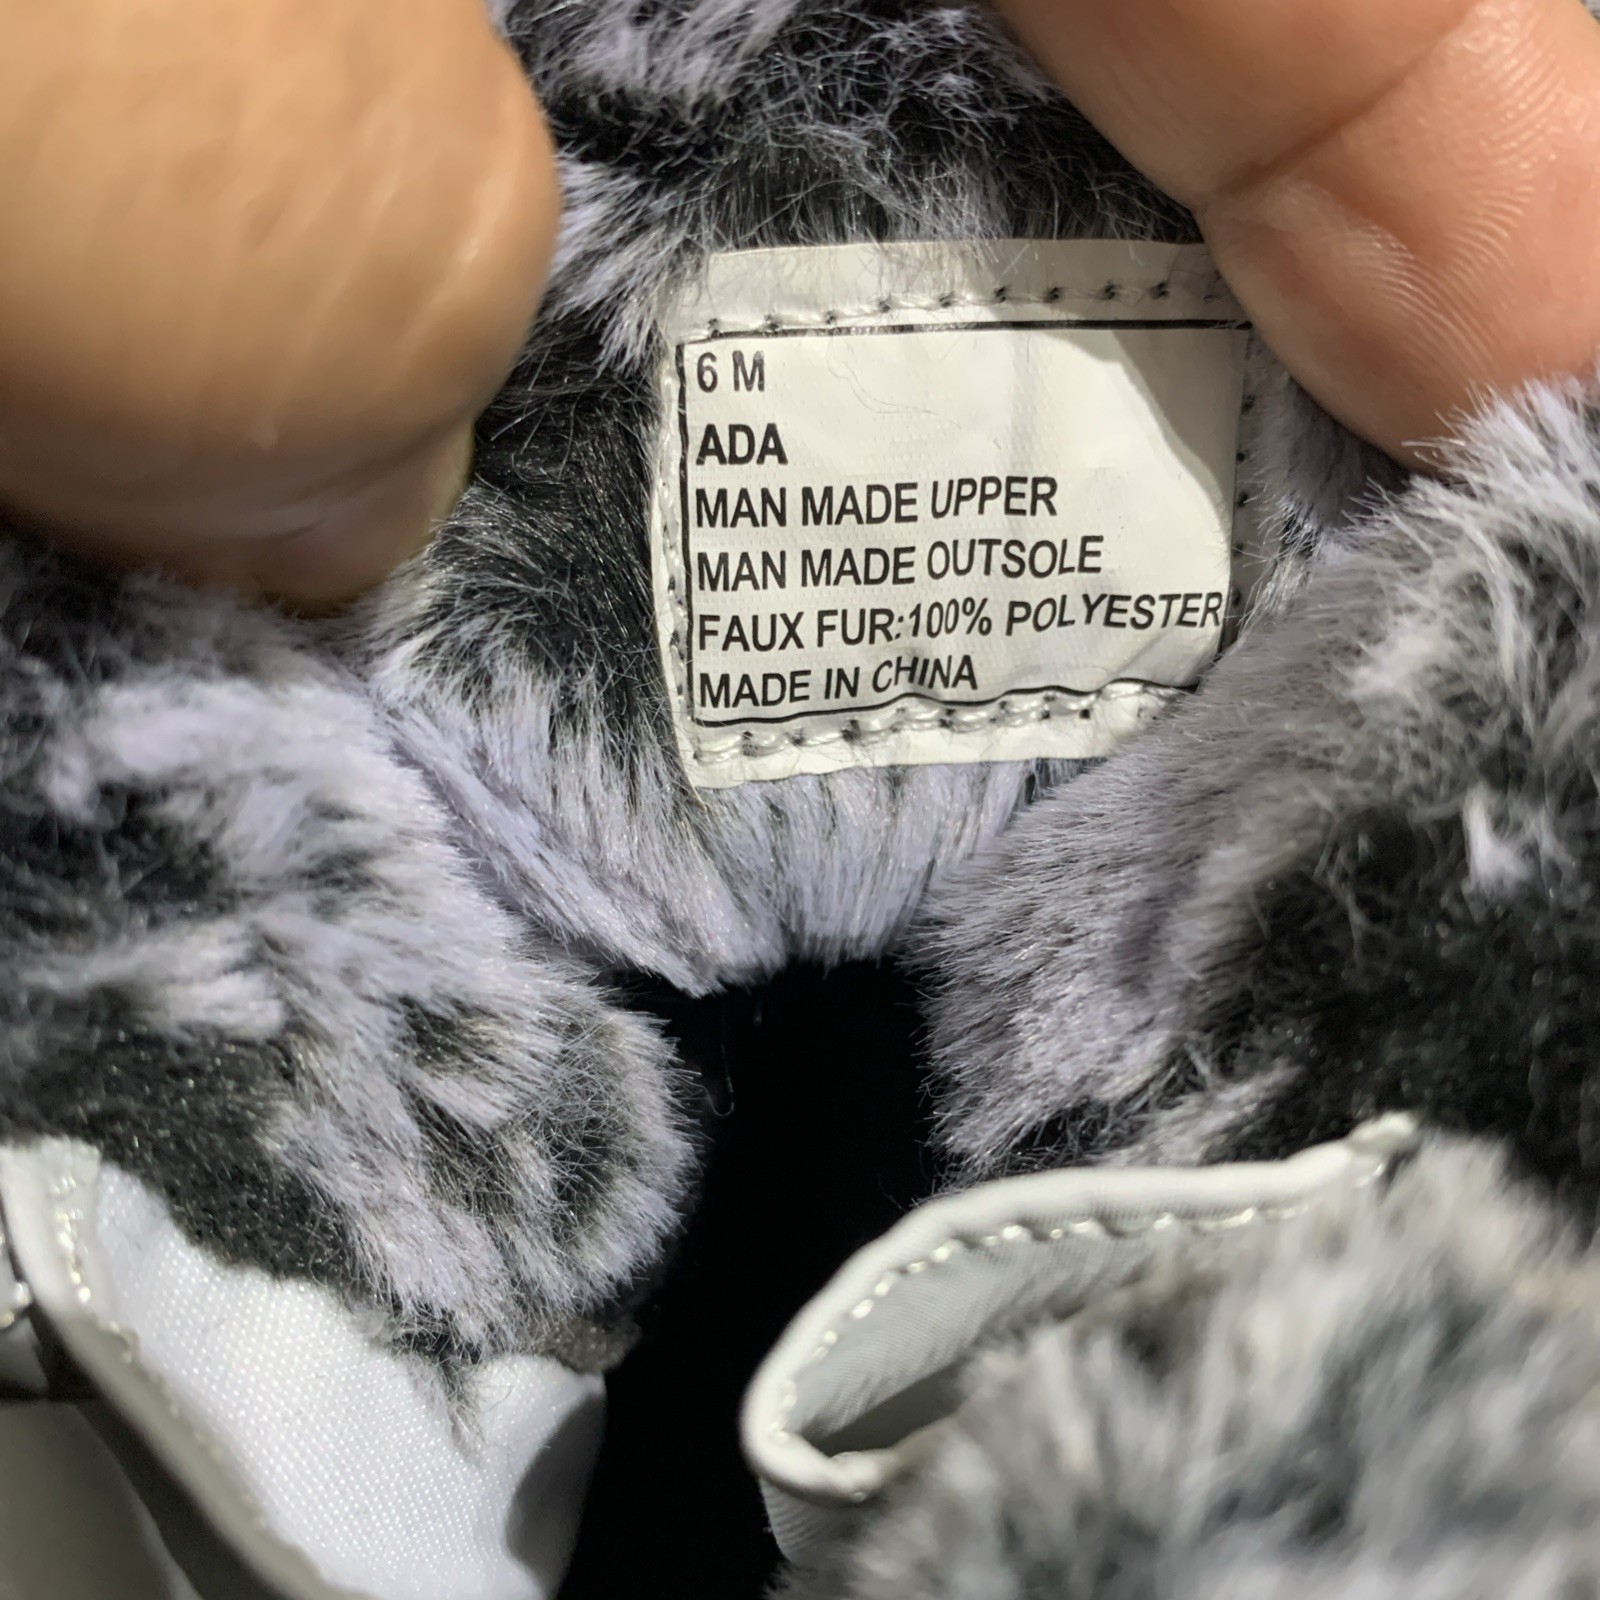 6 M
ADA
MAN MADE UPPER
MAN MADE OUTSOLE
FAUX FUR:100% POLYESTER
MADE IN CHINA